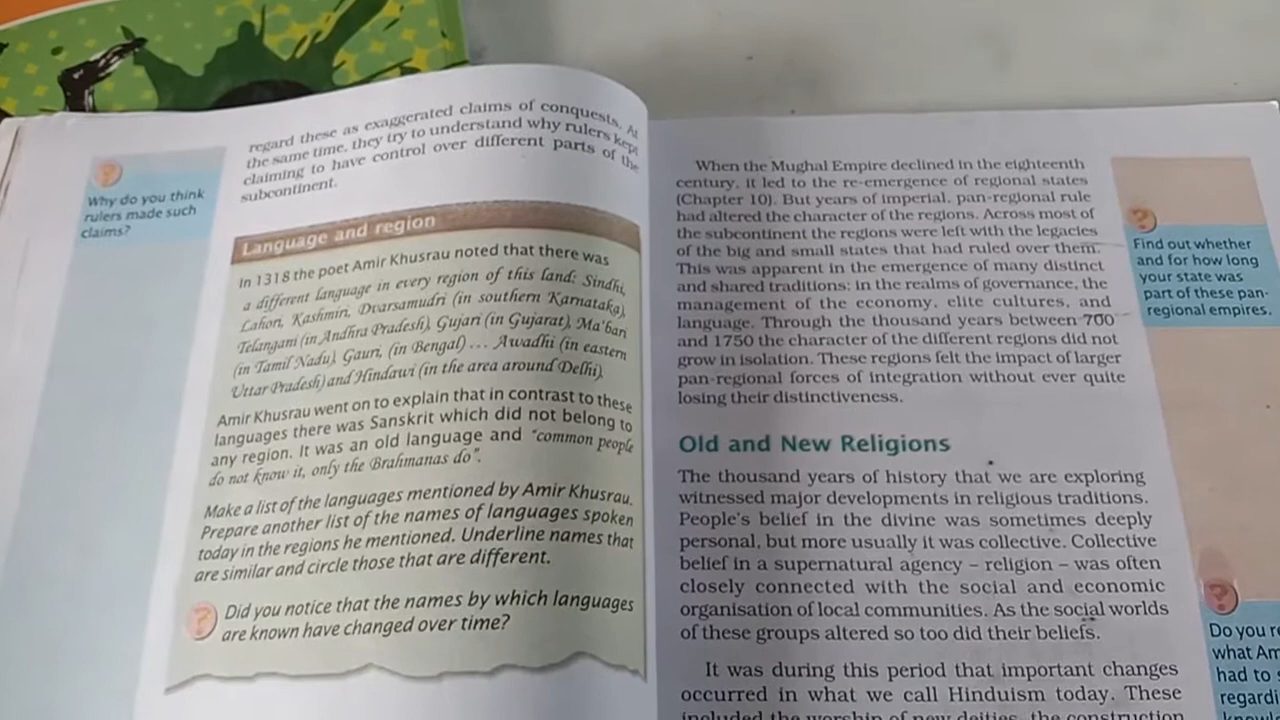 regard these as exaggerated claims of conquests. At
the same time, they try to understand why rulers kept
claiming to have control over different parts of the
subcontinent.
?
Why do you think
rulers made such
claims?
Language and region
In 1318 the poet Amir Khusrau noted that there was
a different language in every region of this land: Sindhi,
Lahori, Kashmiri, Dvarsamudri (in southern Karnataka),
Telangani (in Andhra Pradesh), Gujari (in Gujarat), Ma'bari
(in Tamil Nadu), Gauri, (in Bengal) ... Awadhi (in eastern
Uttar Pradesh) and Hindawi (in the area around Delhi).
Amir Khusrau went on to explain that in contrast to these
languages there was Sanskrit which did not belong to
any region. It was an old language and "common people
do not know it, only the Brahmanas do".
Make a list of the languages mentioned by Amir Khusrau.
Prepare another list of the names of languages spoken
today in the regions he mentioned. Underline names that
are similar and circle those that are different.
?
Did you notice that the names by which languages
are known have changed over time?
When the Mughal Empire declined in the eighteenth
century, it led to the re-emergence of regional states
(Chapter 10). But years of imperial, pan-regional rule
had altered the character of the regions. Across most of
the subcontinent the regions were left with the legacies
of the big and small states that had ruled over them.
This was apparent in the emergence of many distinct
and shared traditions: in the realms of governance, the
management of the economy, elite cultures, and
language. Through the thousand years between 700
and 1750 the character of the different regions did not
grow in isolation. These regions felt the impact of larger
pan-regional forces of integration without ever quite
losing their distinctiveness.
?
Find out whether
and for how long
your state was
part of these pan-
regional empires.
Old and New Religions
The thousand years of history that we are exploring
witnessed major developments in religious traditions.
People's belief in the divine was sometimes deeply
personal, but more usually it was collective. Collective
belief in a supernatural agency – religion – was often
closely connected with the social and economic
organisation of local communities. As the social worlds
of these groups altered so too did their beliefs.
It was during this period that important changes
occurred in what we call Hinduism today. These
included the worship of new deities, the construction
?
Do you
what
had to